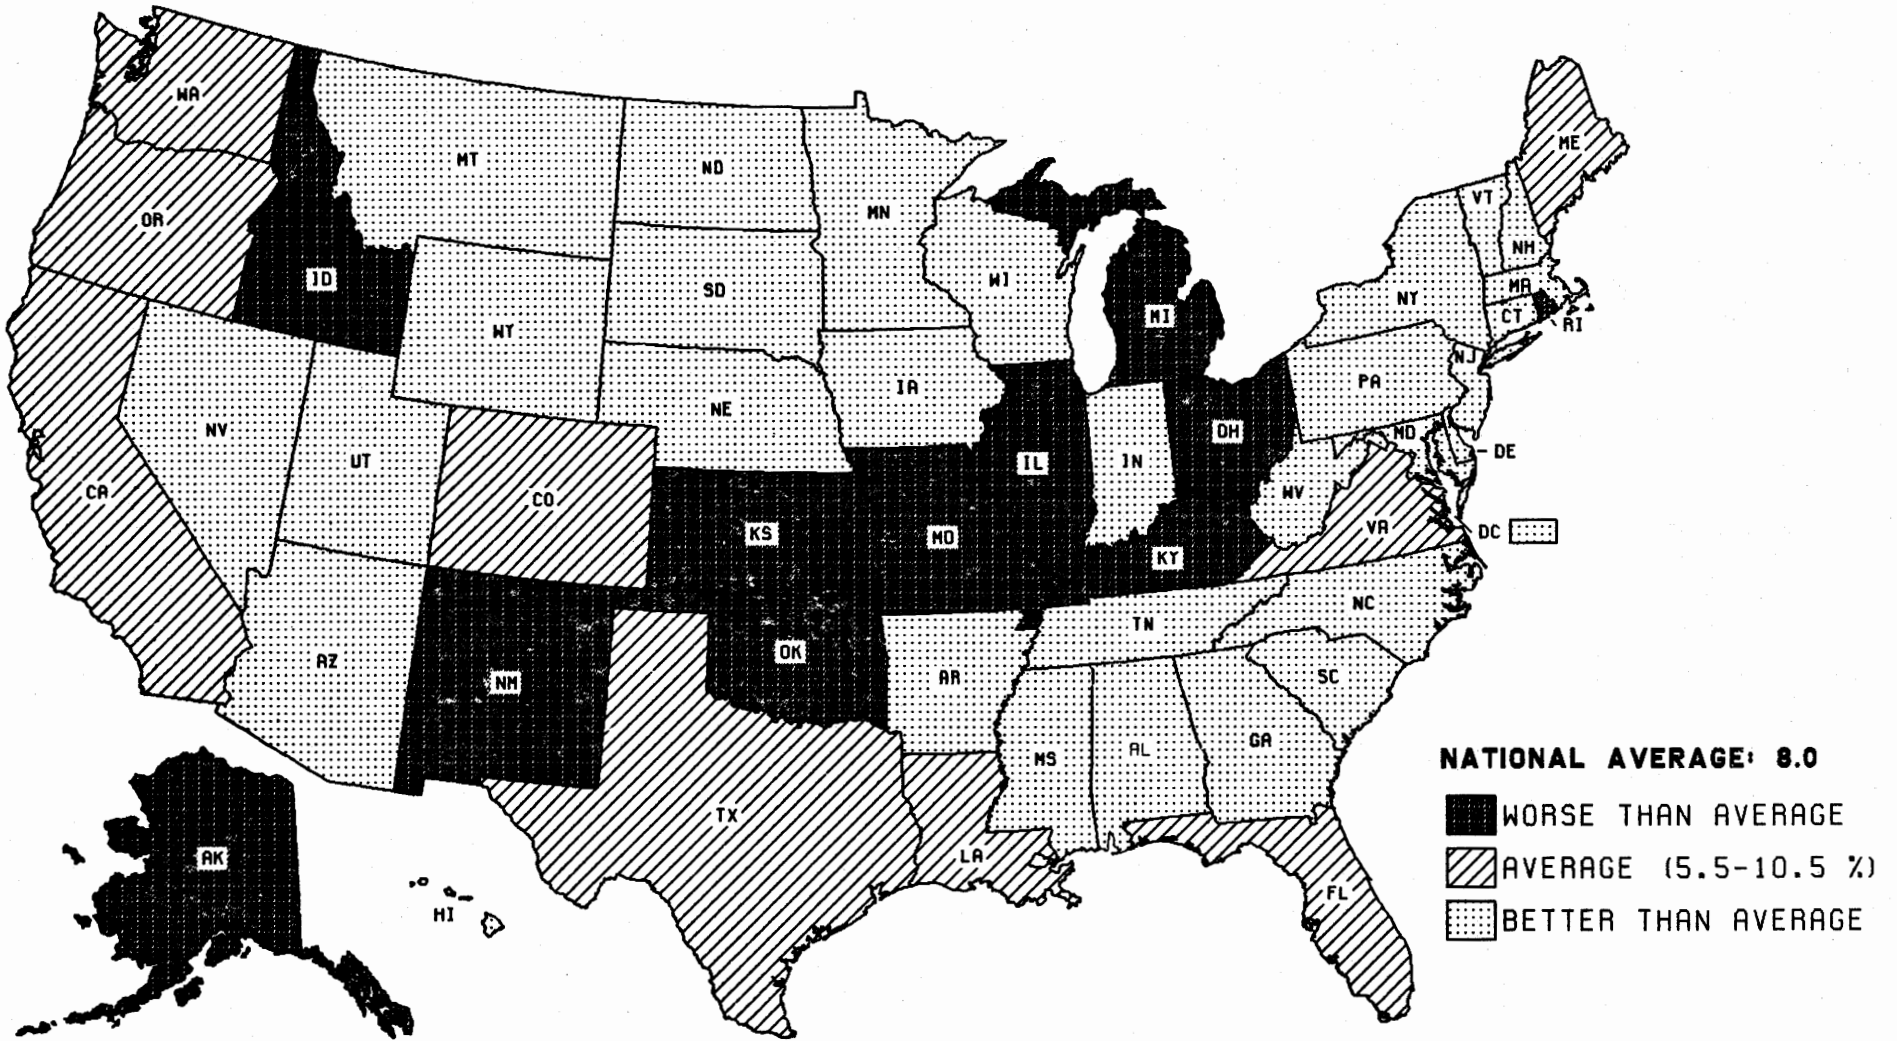 WA
MT
ND
MN
ME
OR
ID
WY
SD
WI
MI
NY
VT
NH
MA
CT
RI
NV
UT
NE
IA
PA
NJ
CA
CO
KS
MO
IL
IN
OH
WV
MD
DE
VA
DC
KY
AZ
NM
OK
AR
TN
NC
SC
MS
AL
GA
TX
LA
FL
AK
HI
NATIONAL AVERAGE: 8.0
WORSE THAN AVERAGE
AVERAGE (5.5-10.5 %)
BETTER THAN AVERAGE